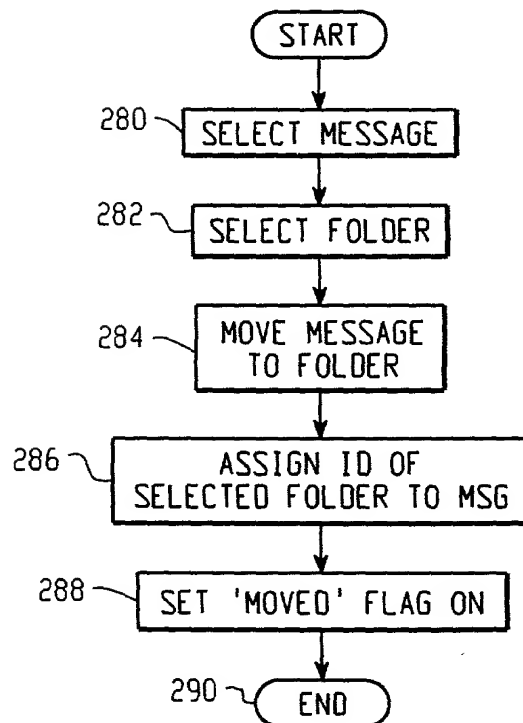 START
280
SELECT MESSAGE
282
SELECT FOLDER
284
MOVE MESSAGE
TO FOLDER
286
ASSIGN ID OF
SELECTED FOLDER TO MSG
288
SET 'MOVED' FLAG ON
290
END